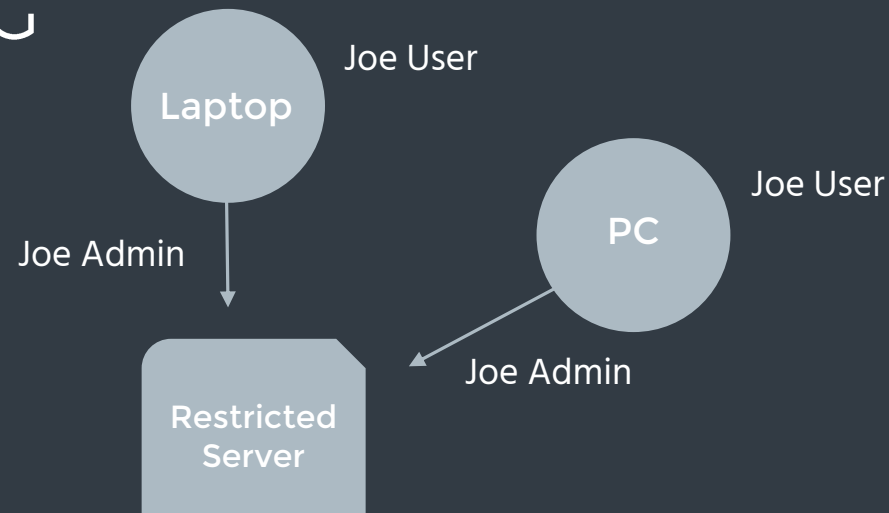 Joe User
Laptop
Joe User
PC
Joe Admin
Joe Admin
Restricted
Server